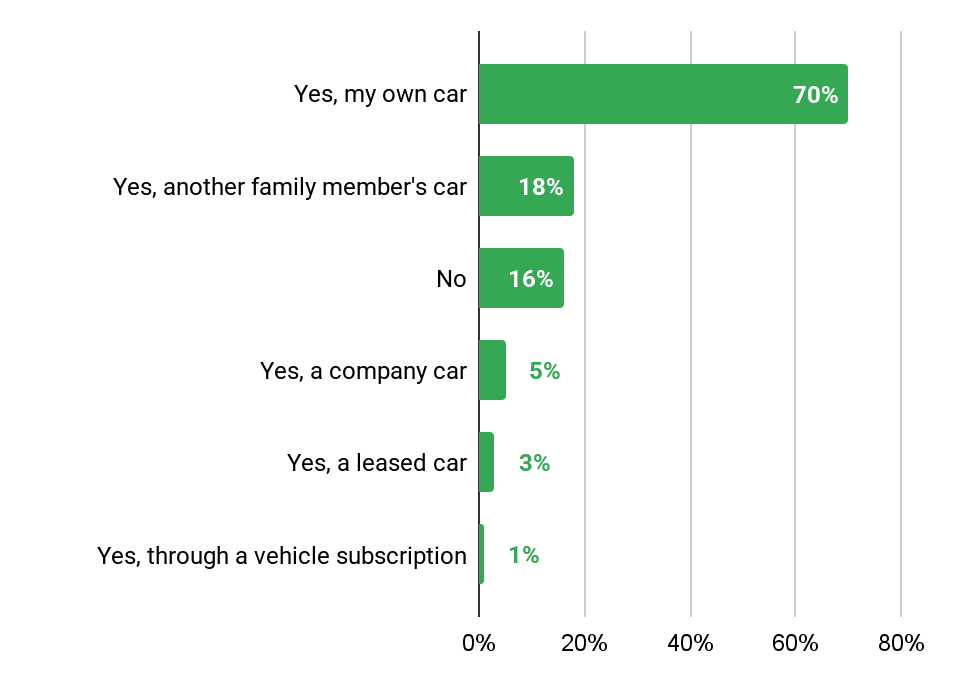 Yes, my own car 70%
Yes, another family member's car 18%
No 16%
Yes, a company car 5%
Yes, a leased car 3%
Yes, through a vehicle subscription 1%
0% 20% 40% 60% 80%